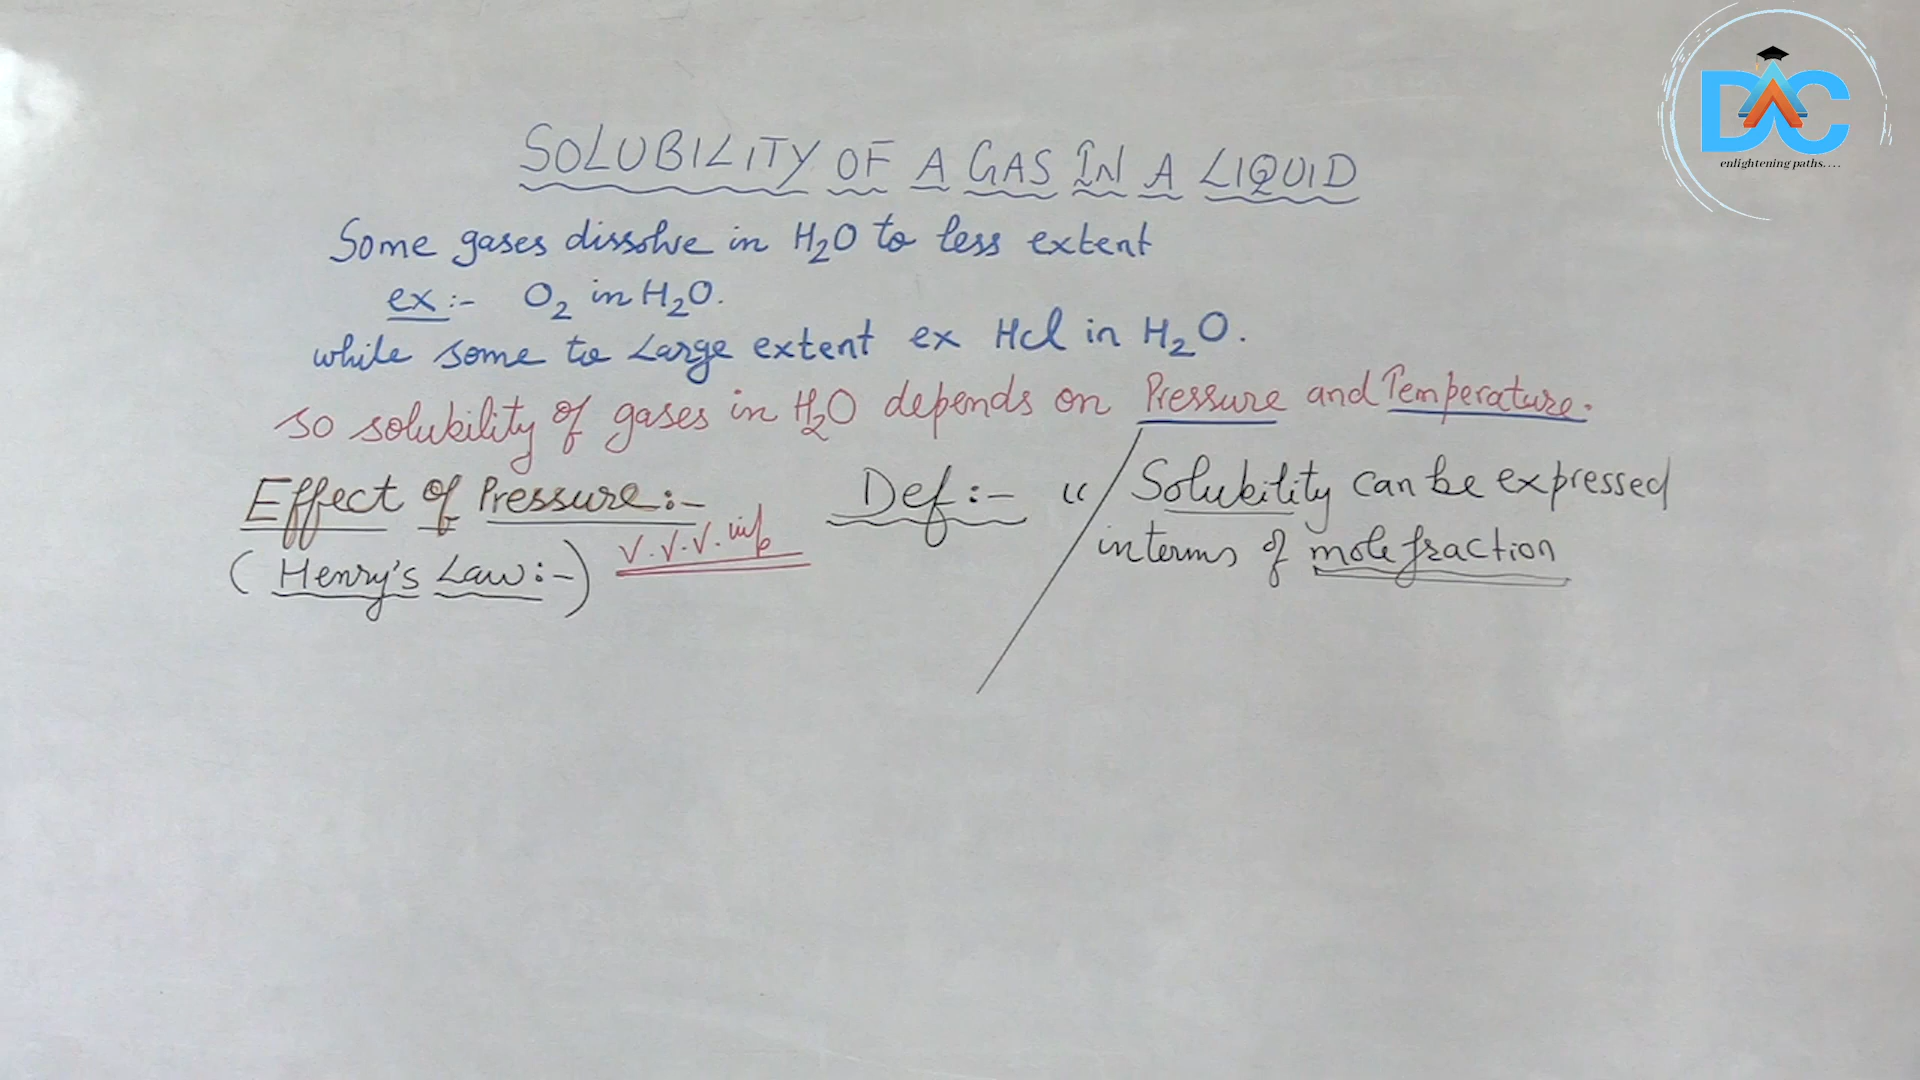 DAC
enlightening paths....
SOLUBILITY OF A GAS IN A LIQUID
Some gases dissolve in H2O to less extent
ex :- O2 in H2O.
while some to Large extent ex Hcl in H2O.
so solubility of gases in H2O depends on Pressure and Temperature.
Effect of Pressure :-
(Henry's Law :-) V.V.V. imp
Def :- "
Solubility can be expressed
in terms of mole fraction